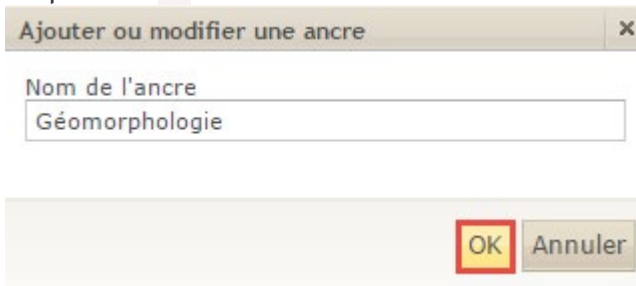 Ajouter ou modifier une ancre ×
Nom de l'ancre
Géomorphologie
OK Annuler